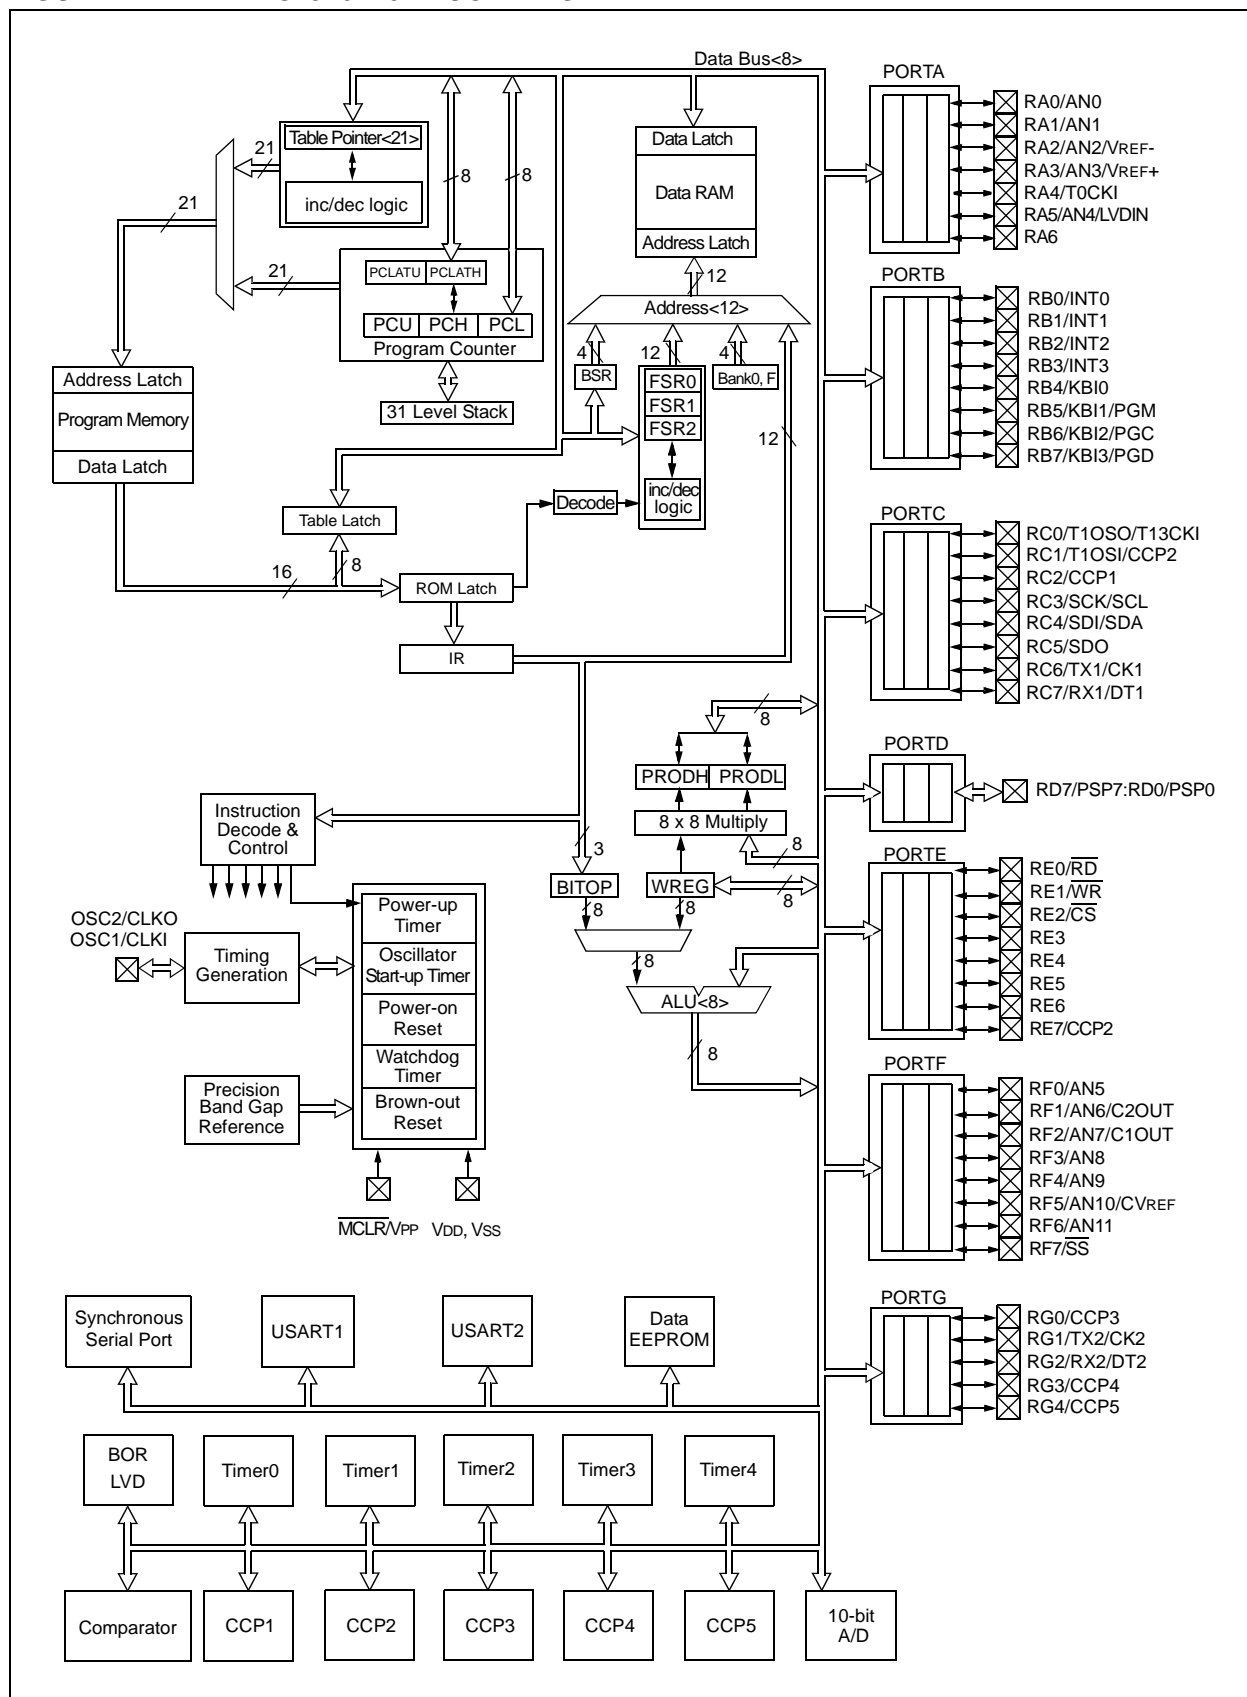 Data Bus<8>
Table Pointer<21>
inc/dec logic
21
21
21
8
8
PCLATU
PCLATH
PCU
PCH
PCL
Program Counter
31 Level Stack
Address Latch
Program Memory
Data Latch
Table Latch
16
8
ROM Latch
IR
Data Latch
Data RAM
Address Latch
12
Address<12>
4
12
4
BSR
FSR0
FSR1
FSR2
Bank0, F
inc/dec
logic
Decode
12
8
PRODH
PRODL
8 x 8 Multiply
8
3
BITOP
WREG
8
8
8
8
ALU<8>
8
Instruction
Decode &
Control
OSC2/CLKO
OSC1/CLKI
Timing
Generation
Power-up
Timer
Oscillator
Start-up Timer
Power-on
Reset
Watchdog
Timer
Brown-out
Reset
Precision
Band Gap
Reference
MCLR/VPP
VDD, VSS
PORTA
RA0/AN0
RA1/AN1
RA2/AN2/VREF-
RA3/AN3/VREF+
RA4/T0CKI
RA5/AN4/LVDIN
RA6
PORTB
RB0/INT0
RB1/INT1
RB2/INT2
RB3/INT3
RB4/KBI0
RB5/KBI1/PGM
RB6/KBI2/PGC
RB7/KBI3/PGD
PORTC
RC0/T1OSO/T13CKI
RC1/T1OSI/CCP2
RC2/CCP1
RC3/SCK/SCL
RC4/SDI/SDA
RC5/SDO
RC6/TX1/CK1
RC7/RX1/DT1
PORTD
RD7/PSP7:RD0/PSP0
PORTE
RE0/RD
RE1/WR
RE2/CS
RE3
RE4
RE5
RE6
RE7/CCP2
PORTF
RF0/AN5
RF1/AN6/C2OUT
RF2/AN7/C1OUT
RF3/AN8
RF4/AN9
RF5/AN10/CVREF
RF6/AN11
RF7/SS
PORTG
RG0/CCP3
RG1/TX2/CK2
RG2/RX2/DT2
RG3/CCP4
RG4/CCP5
Synchronous
Serial Port
USART1
USART2
Data
EEPROM
BOR
LVD
Timer0
Timer1
Timer2
Timer3
Timer4
Comparator
CCP1
CCP2
CCP3
CCP4
CCP5
10-bit
A/D